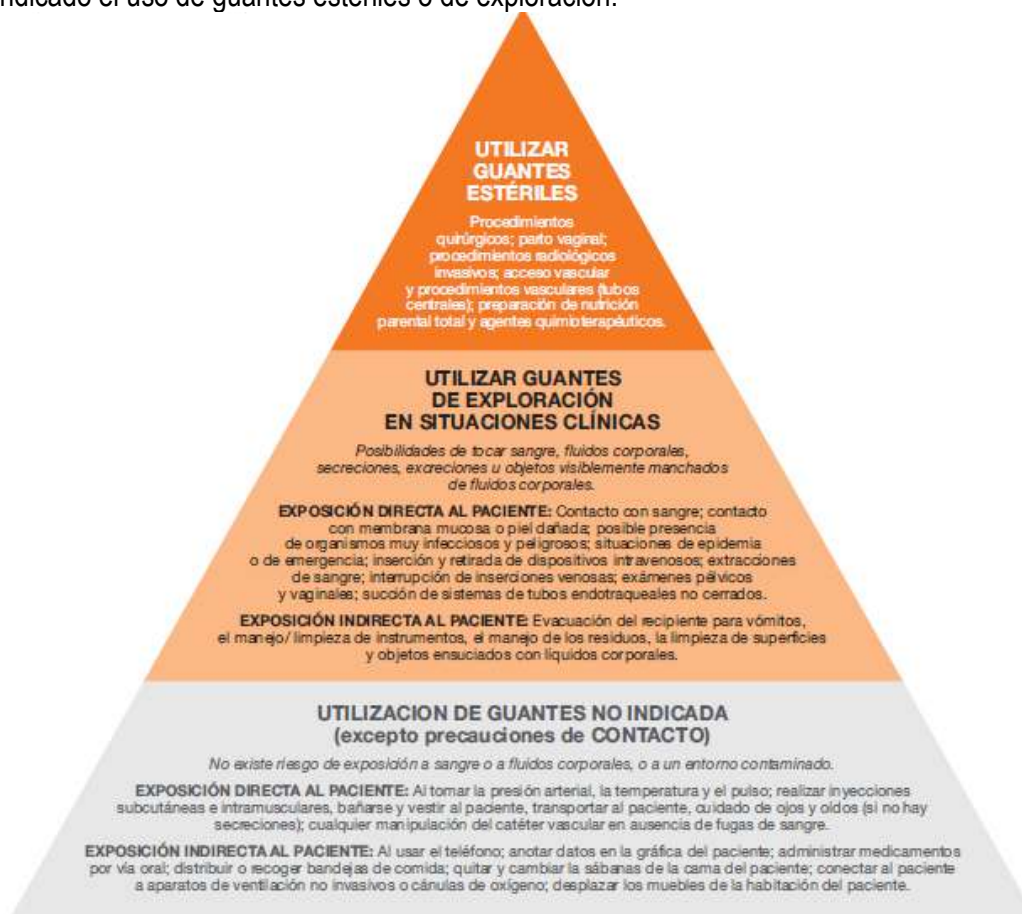 indicado el uso de guantes estériles o de exploración.
UTILIZAR
GUANTES
ESTÉRILES
Procedimientos
quirúrgicos; parto vaginal;
procedimientos radiológicos
invasivos; acceso vascular
y procedimientos vasculares (tubos
centrales); preparación de nutrición
parental total y agentes quimioterapéuticos.
UTILIZAR GUANTES
DE EXPLORACIÓN
EN SITUACIONES CLÍNICAS
Posibilidades de tocar sangre, fluidos corporales,
secreciones, excreciones u objetos visiblemente manchados
de fluidos corporales.
EXPOSICIÓN DIRECTA AL PACIENTE: Contacto con sangre; contacto
con membrana mucosa o piel dañada; posible presencia
de organismos muy infecciosos y peligrosos; situaciones de epidemia
o de emergencia; inserción y retirada de dispositivos intravenosos; extracciones
de sangre; interrupción de inserciones venosas; exámenes pélvicos
y vaginales; succión de sistemas de tubos endotraqueales no cerrados.
EXPOSICIÓN INDIRECTA AL PACIENTE: Evacuación del recipiente para vómitos,
el manejo/ limpieza de instrumentos, el manejo de los residuos, la limpieza de superficies
y objetos ensuciados con líquidos corporales.
UTILIZACION DE GUANTES NO INDICADA
(excepto precauciones de CONTACTO)
No existe riesgo de exposición a sangre o a fluidos corporales, o a un entorno contaminado.
EXPOSICIÓN DIRECTA AL PACIENTE: Al tomar la presión arterial, la temperatura y el pulso; realizar inyecciones
subcutáneas e intramusculares, bañarse y vestir al paciente, transportar al paciente, cuidado de ojos y oídos (si no hay
secreciones); cualquier manipulación del catéter vascular en ausencia de fugas de sangre.
EXPOSICIÓN INDIRECTA AL PACIENTE: Al usar el teléfono; anotar datos en la gráfica del paciente; administrar medicamentos
por vía oral; distribuir o recoger bandejas de comida; quitar y cambiar la sábanas de la cama del paciente; conectar al paciente
a aparatos de ventilación no invasivos o cánulas de oxígeno; desplazar los muebles de la habitación del paciente.